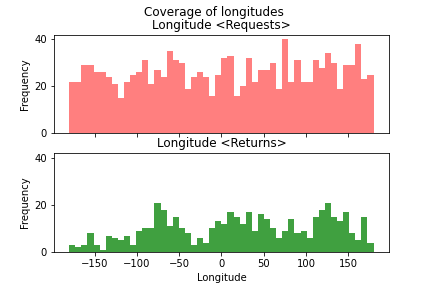 Coverage of longitudes
Longitude <Requests>
40
20
0
Frequency
Longitude <Returns>
40
20
0
Frequency
−150 −100 −50 0 50 100 150
Longitude